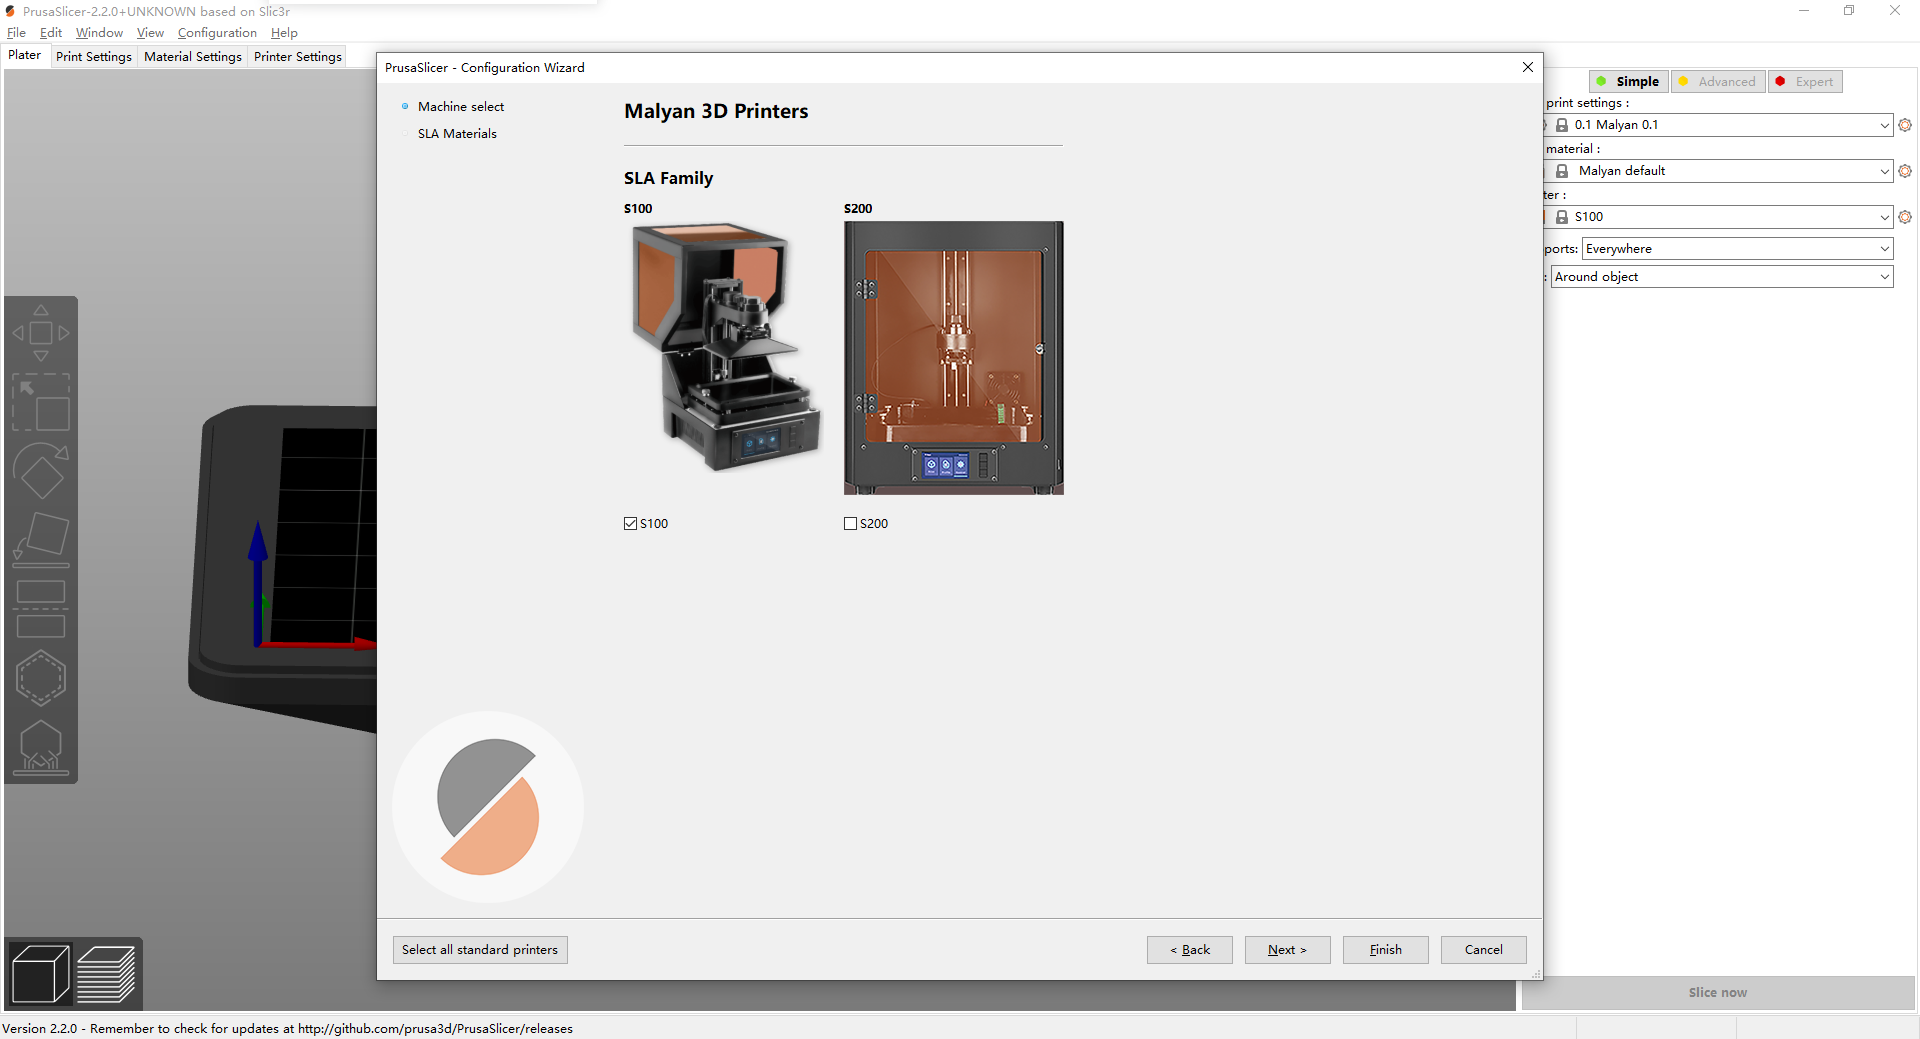 PrusaSlicer-2.2.0+UNKNOWN based on Slic3r
File Edit Window View Configuration Help
Plater Print Settings Material Settings Printer Settings
PrusaSlicer - Configuration Wizard
Machine select
SLA Materials
Malyan 3D Printers
SLA Family
S100 S200
S100 S200
Select all standard printers < Back Next > Finish Cancel
Simple Advanced Expert
print settings :
0.1 Malyan 0.1
material :
Malyan default
ter :
S100
ports: Everywhere
: Around object
Slice now
Version 2.2.0 - Remember to check for updates at http://github.com/prusa3d/PrusaSlicer/releases